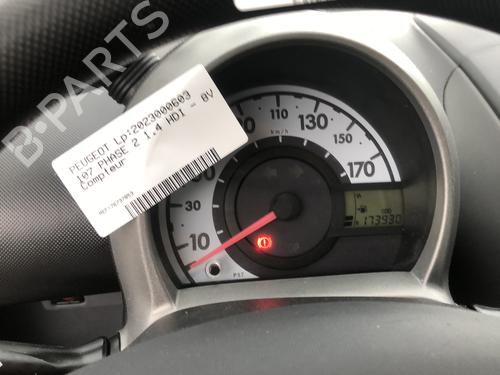 B-PARTS
PEUGEOT Lp:2023000603
107 PHASE 2 1.4 HDI - 8V
Compteur
110
130
150
170
km/h
30
10
ODO
173930